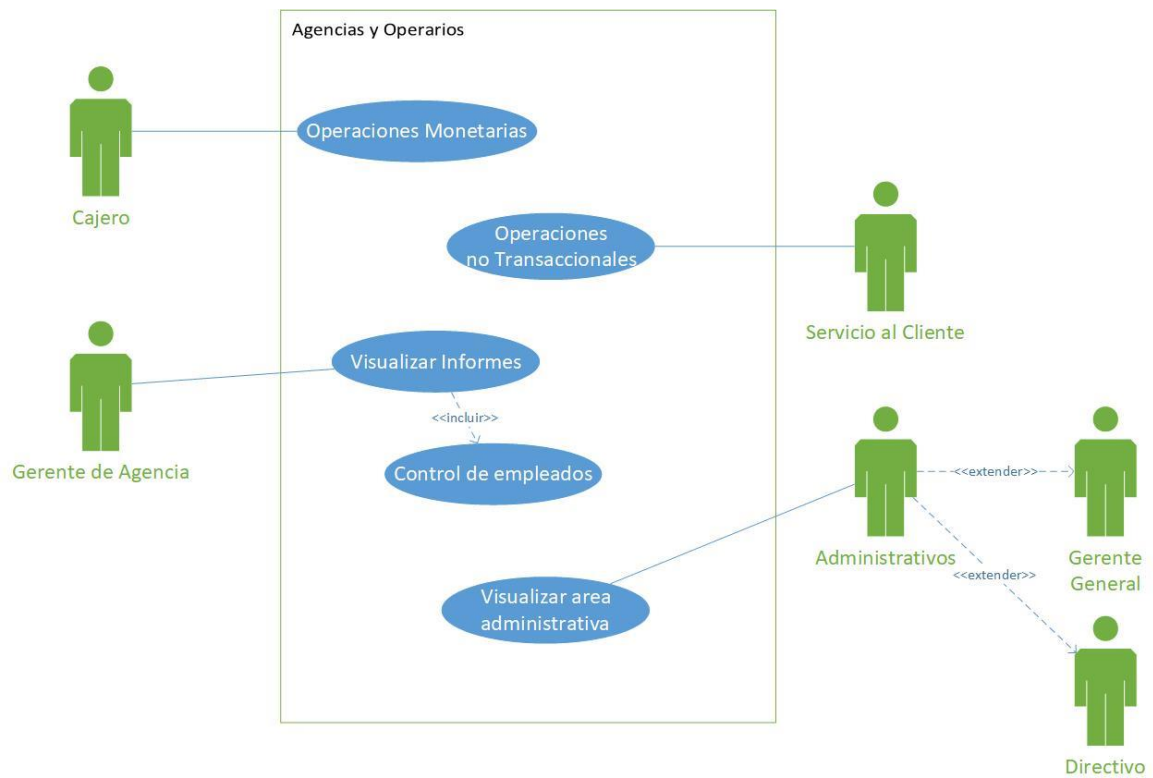 Agencias y Operarios
Operaciones Monetarias
Cajero
Operaciones
no Transaccionales
Servicio al Cliente
Visualizar Informes
<<incluir>>
Gerente de Agencia
Control de empleados
<<extender>>
Administrativos
Gerente
General
<<extender>>
Visualizar area
administrativa
Directivo